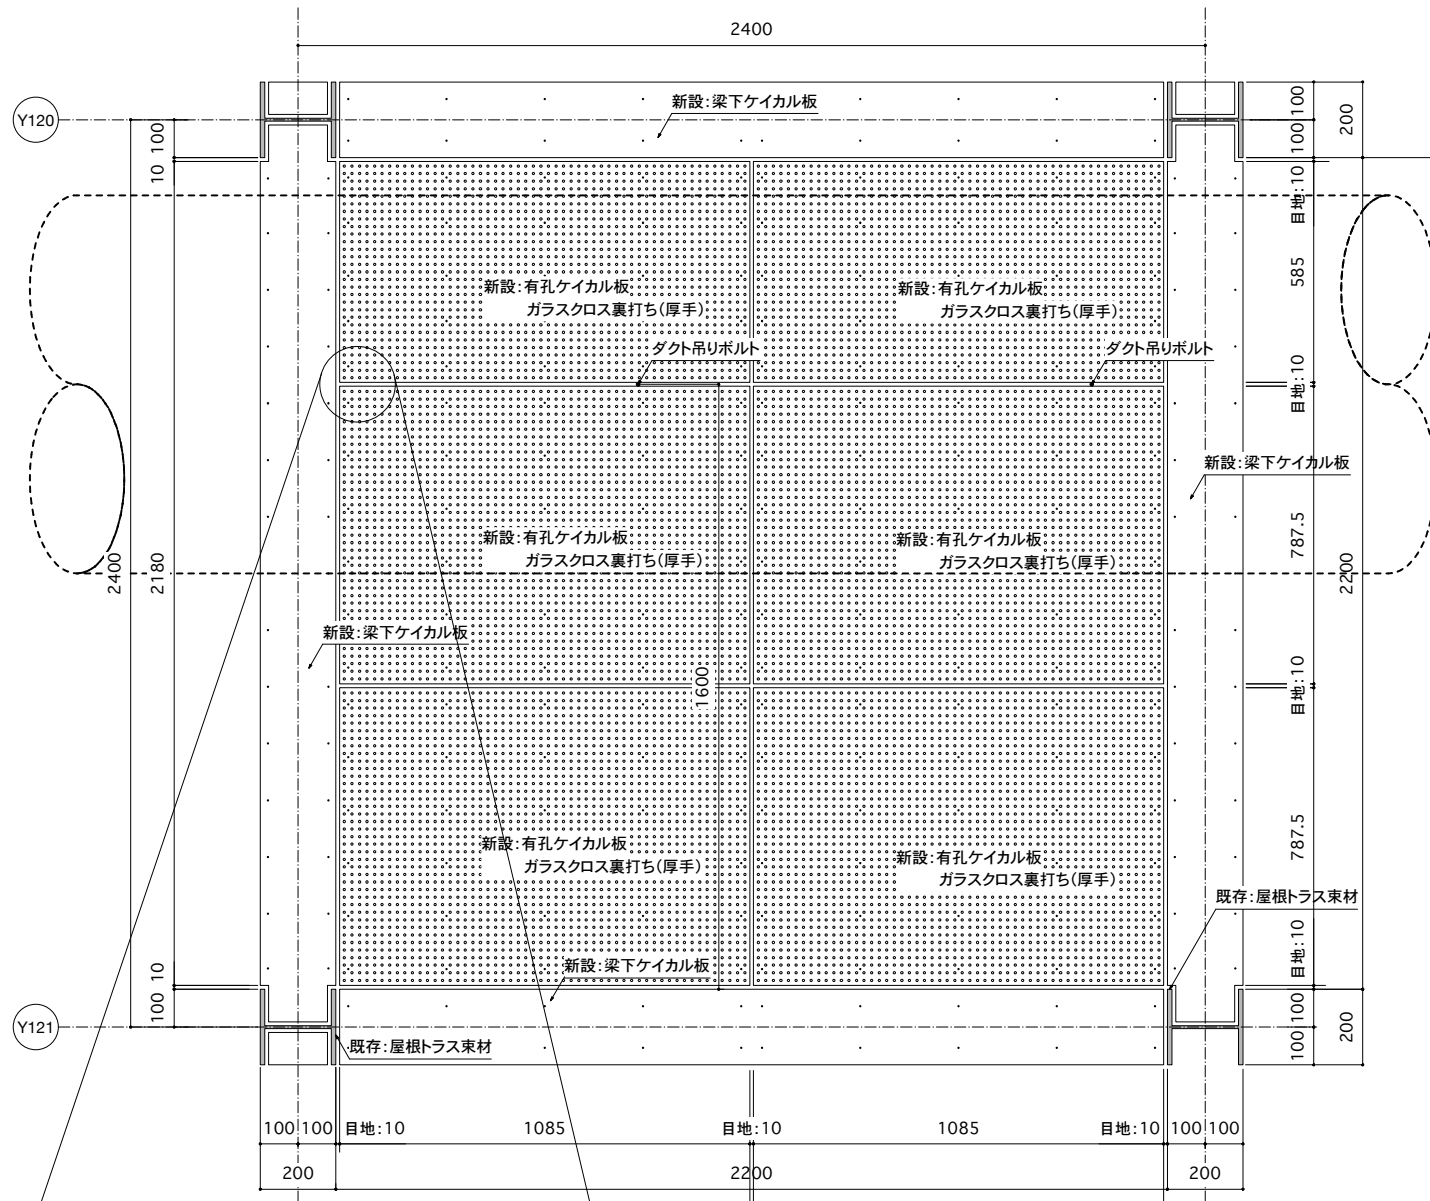 2400
Y120
新設：梁下ケイカル板
100
10
100
100
200
目地：10
585
目地：10
787.5
目地：10
787.5
目地：10
100
100
200
2200
新設：有孔ケイカル板
ガラスクロス裏打ち（厚手）
新設：有孔ケイカル板
ガラスクロス裏打ち（厚手）
ダクト吊りボルト
ダクト吊りボルト
新設：梁下ケイカル板
新設：有孔ケイカル板
ガラスクロス裏打ち（厚手）
新設：有孔ケイカル板
ガラスクロス裏打ち（厚手）
2400
2180
新設：梁下ケイカル板
1600
新設：有孔ケイカル板
ガラスクロス裏打ち（厚手）
新設：有孔ケイカル板
ガラスクロス裏打ち（厚手）
既存：屋根トラス束材
新設：梁下ケイカル板
10
100
Y121
既存：屋根トラス束材
100 100 目地：10 1085 目地：10 1085 目地：10 100 100
200 2200 200